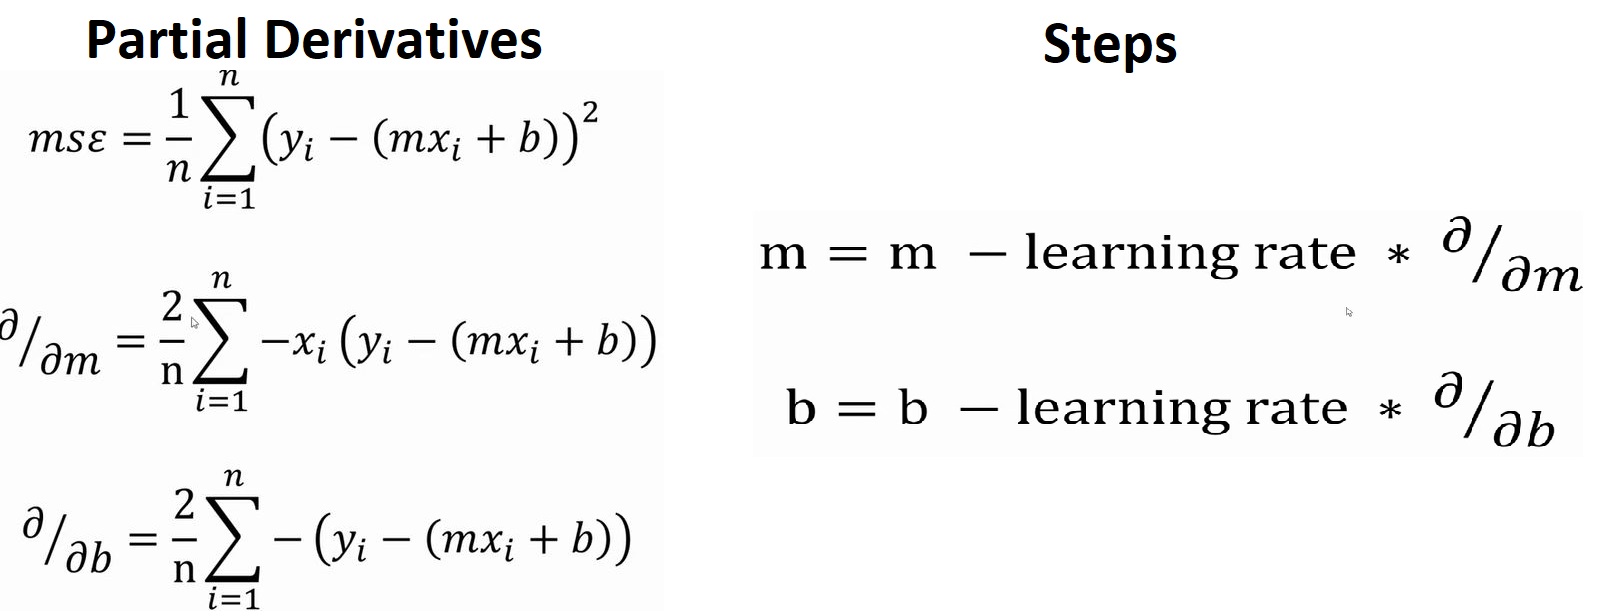 Partial Derivatives
msε = 1/n ∑_{i=1}^{n} (y_i − (mx_i + b))^2
∂/∂m = 2/n ∑_{i=1}^{n} −x_i (y_i − (mx_i + b))
∂/∂b = 2/n ∑_{i=1}^{n} − (y_i − (mx_i + b))
Steps
m = m − learning rate * ∂/∂m
b = b − learning rate * ∂/∂b